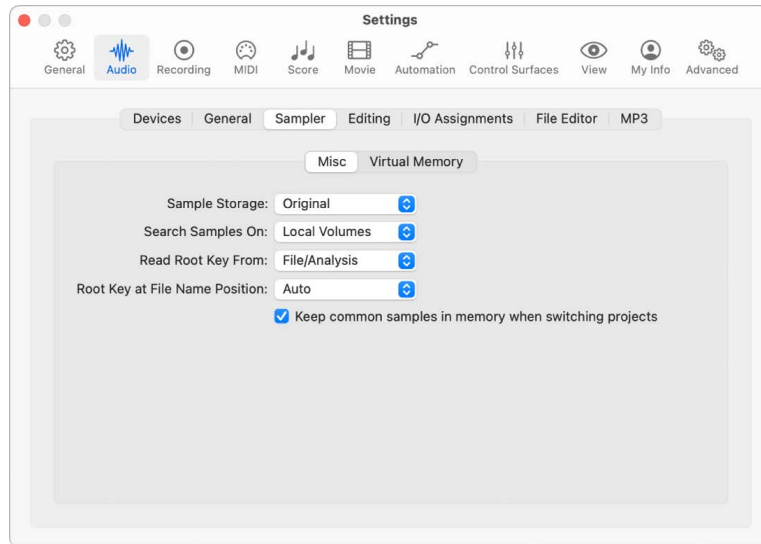 Settings
General Audio Recording MIDI Score Movie Automation Control Surfaces View My Info Advanced
Devices General Sampler Editing I/O Assignments File Editor MP3
Misc Virtual Memory
Sample Storage: Original
Search Samples On: Local Volumes
Read Root Key From: File/Analysis
Root Key at File Name Position: Auto
Keep common samples in memory when switching projects